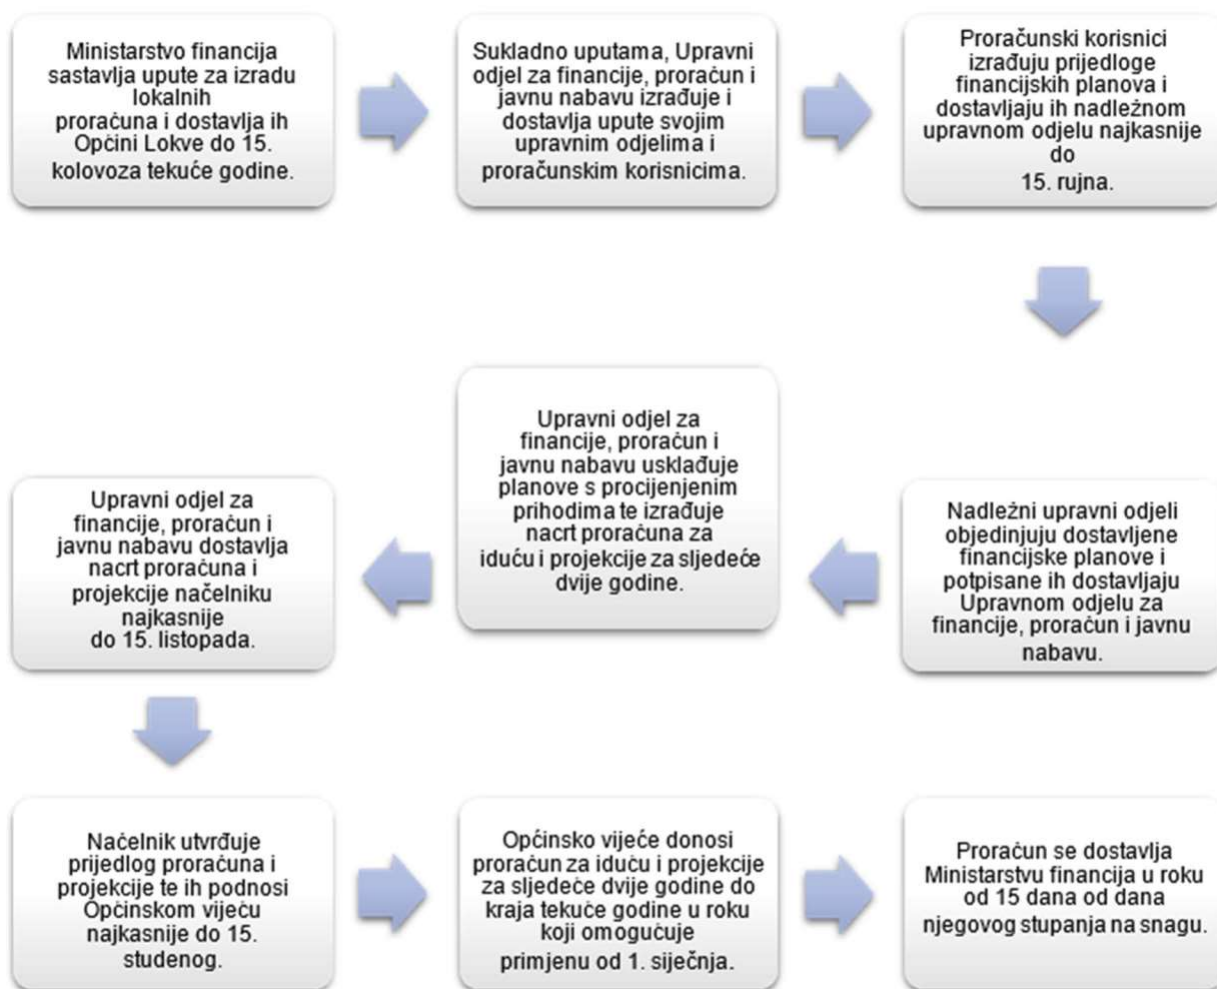 Ministarstvo financija
sastavlja upute za izradu
lokalnih
proračuna i dostavlja ih
Općini Lokve do 15.
kolovoza tekuće godine.
Sukladno uputama, Upravni
odjel za financije, proračun i
javnu nabavu izrađuje i
dostavlja upute svojim
upravnim odjelima i
proračunskim korisnicima.
Proračunski korisnici
izrađuju prijedloge
financijskih planova i
dostavljaju ih nadležnom
upravnom odjelu najkasnije
do
15. rujna.
Nadležni upravni odjeli
objedinjuju dostavljene
financijske planove i
potpisane ih dostavljaju
Upravnom odjelu za
financije, proračun i javnu
nabavu.
Upravni odjel za
financije, proračun i
javnu nabavu usklađuje
planove s procijenjenim
prihodima te izrađuje
nacrt proračuna za
iduću i projekcije za sljedeće
dvije godine.
Upravni odjel za
financije, proračun i
javnu nabavu dostavlja
nacrt proračuna i
projekcije načelniku
najkasnije
do 15. listopada.
Načelnik utvrđuje
prijedlog proračuna i
projekcije te ih podnosi
Općinskom vijeću
najkasnije do 15.
studenog.
Općinsko vijeće donosi
proračun za iduću i projekcije
za sljedeće dvije godine do
kraja tekuće godine u roku
koji omogućuje
primjenu od 1. siječnja.
Proračun se dostavlja
Ministarstvu financija u roku
od 15 dana od dana
njegovog stupanja na snagu.